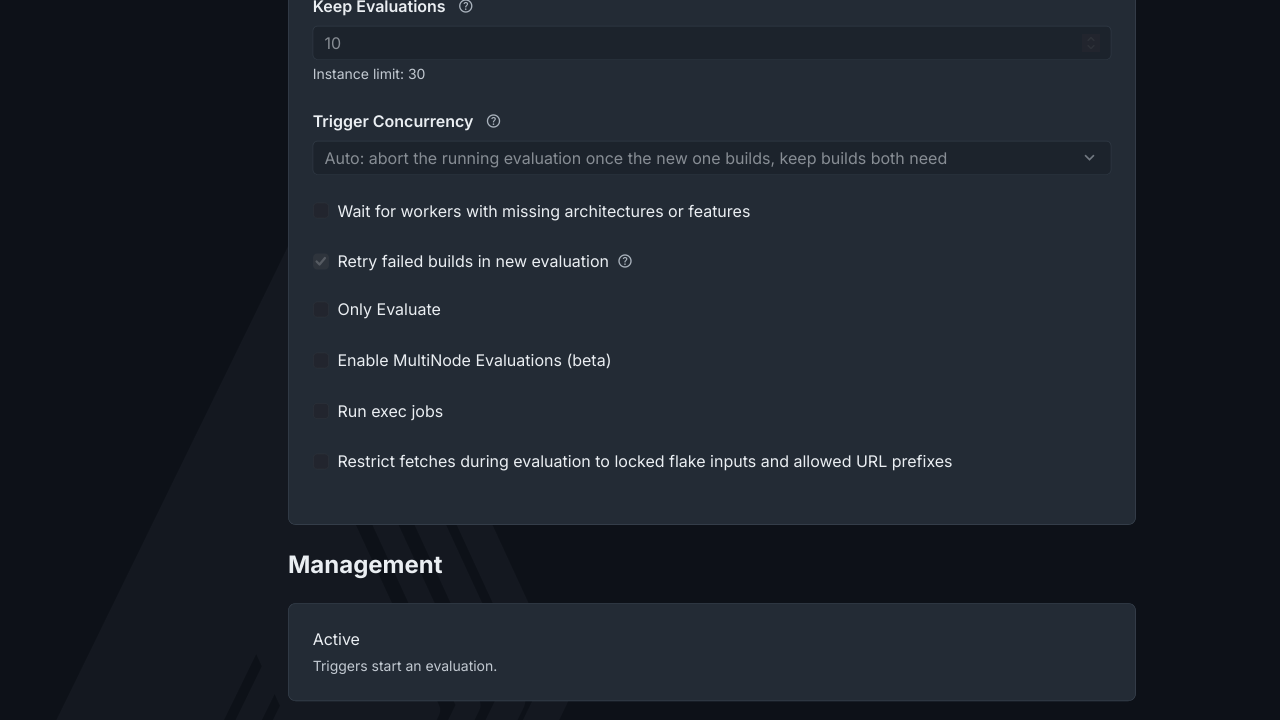 Keep Evaluations
10
Instance limit: 30
Trigger Concurrency
Auto: abort the running evaluation once the new one builds, keep builds both need
Wait for workers with missing architectures or features
Retry failed builds in new evaluation
Only Evaluate
Enable MultiNode Evaluations (beta)
Run exec jobs
Restrict fetches during evaluation to locked flake inputs and allowed URL prefixes
Management
Active
Triggers start an evaluation.